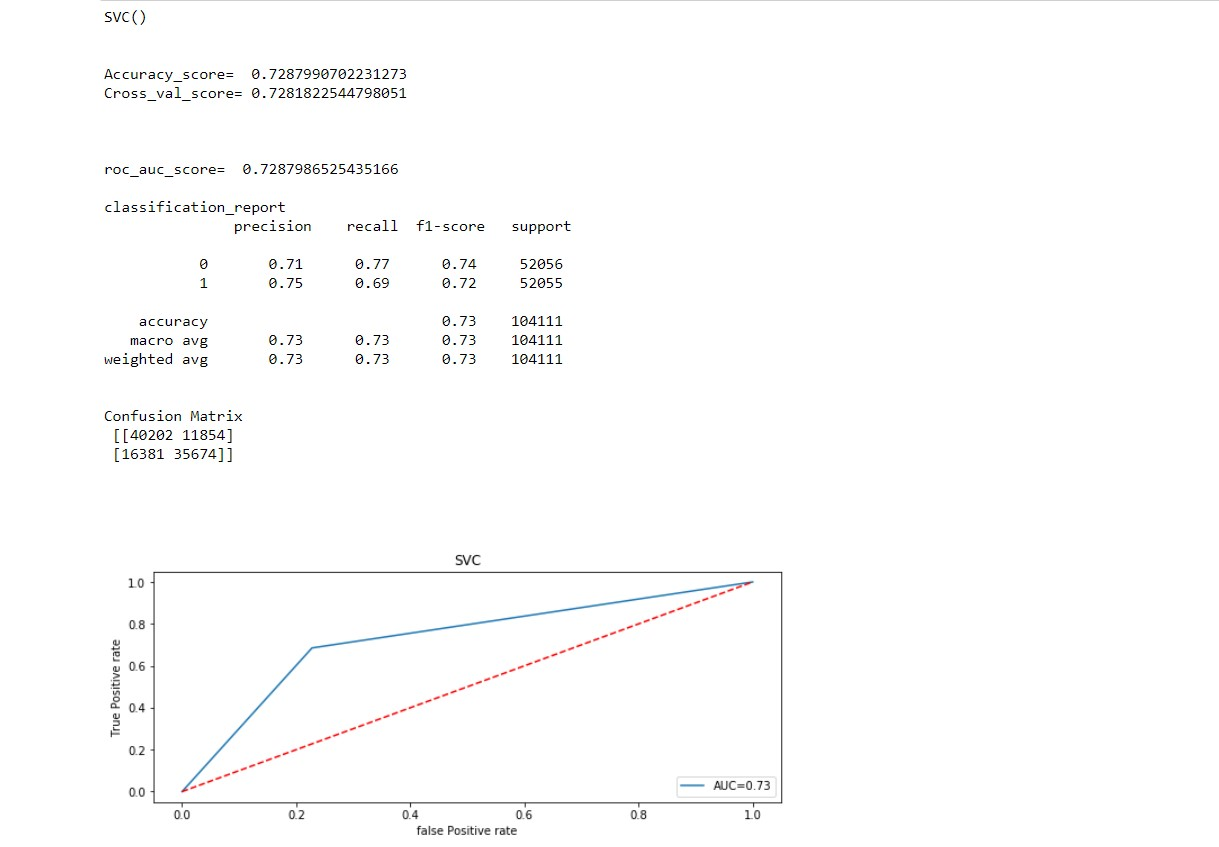 SVC()
Accuracy_score=  0.7287990702231273
Cross_val_score= 0.7281822544798051
roc_auc_score=  0.7287986525435166
classification_report
precision    recall  f1-score   support
0       0.71      0.77      0.74     52056
1       0.75      0.69      0.72     52055
accuracy                           0.73    104111
macro avg       0.73      0.73      0.73    104111
weighted avg       0.73      0.73      0.73    104111
Confusion Matrix
[[40202 11854]
[16381 35674]]
SVC
1.0
0.8
0.6
0.4
0.2
0.0
True Positive rate
AUC=0.73
0.0 0.2 0.4 0.6 0.8 1.0
false Positive rate